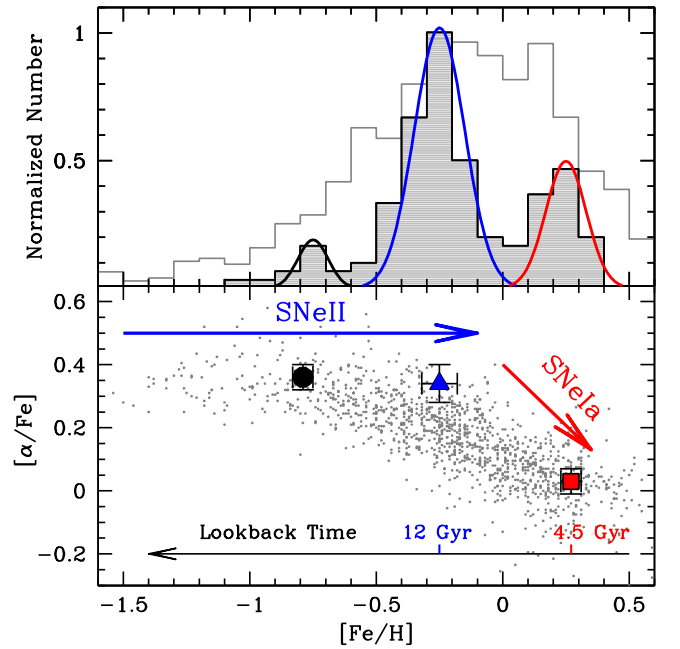 Normalized Number
1
0.5
SNeII
SNeIa
[α/Fe]
0.6
0.4
0.2
0
−0.2
Lookback Time
12 Gyr
4.5 Gyr
−1.5
−1
−0.5
0
0.5
[Fe/H]